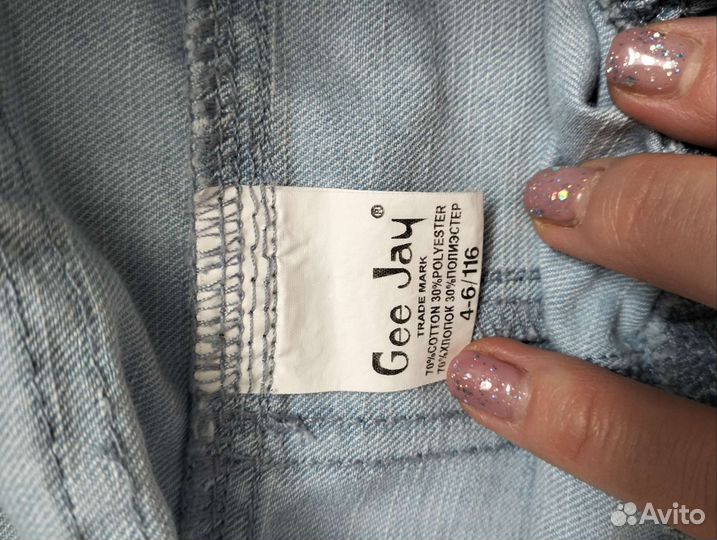 Gee Jay®
TRADE MARK
70%COTTON 30%POLYESTER
70%ХЛОПОК 30%ПОЛИЭСТЕР
4-6/116
Avito